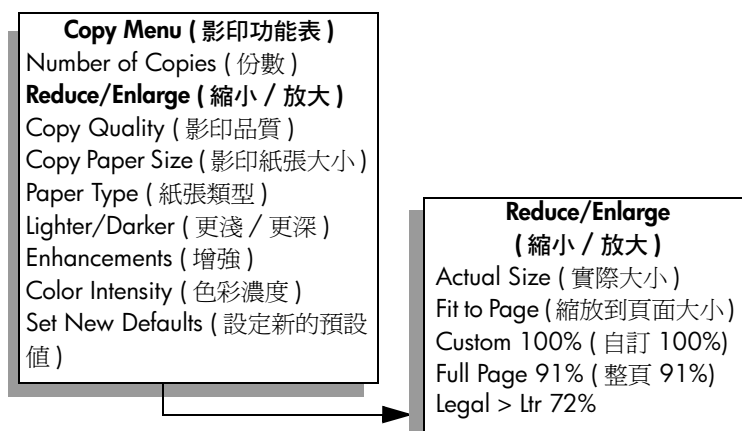 Copy Menu ( 影印功能表 )
Number of Copies ( 份數 )
Reduce/Enlarge ( 縮小 / 放大 )
Copy Quality ( 影印品質 )
Copy Paper Size ( 影印紙張大小 )
Paper Type ( 紙張類型 )
Lighter/Darker ( 更淺 / 更深 )
Enhancements ( 增強 )
Color Intensity ( 色彩濃度 )
Set New Defaults ( 設定新的預設
值 )
Reduce/Enlarge
( 縮小 / 放大 )
Actual Size ( 實際大小 )
Fit to Page ( 縮放到頁面大小 )
Custom 100% ( 自訂 100%)
Full Page 91% ( 整頁 91%)
Legal > Ltr 72%